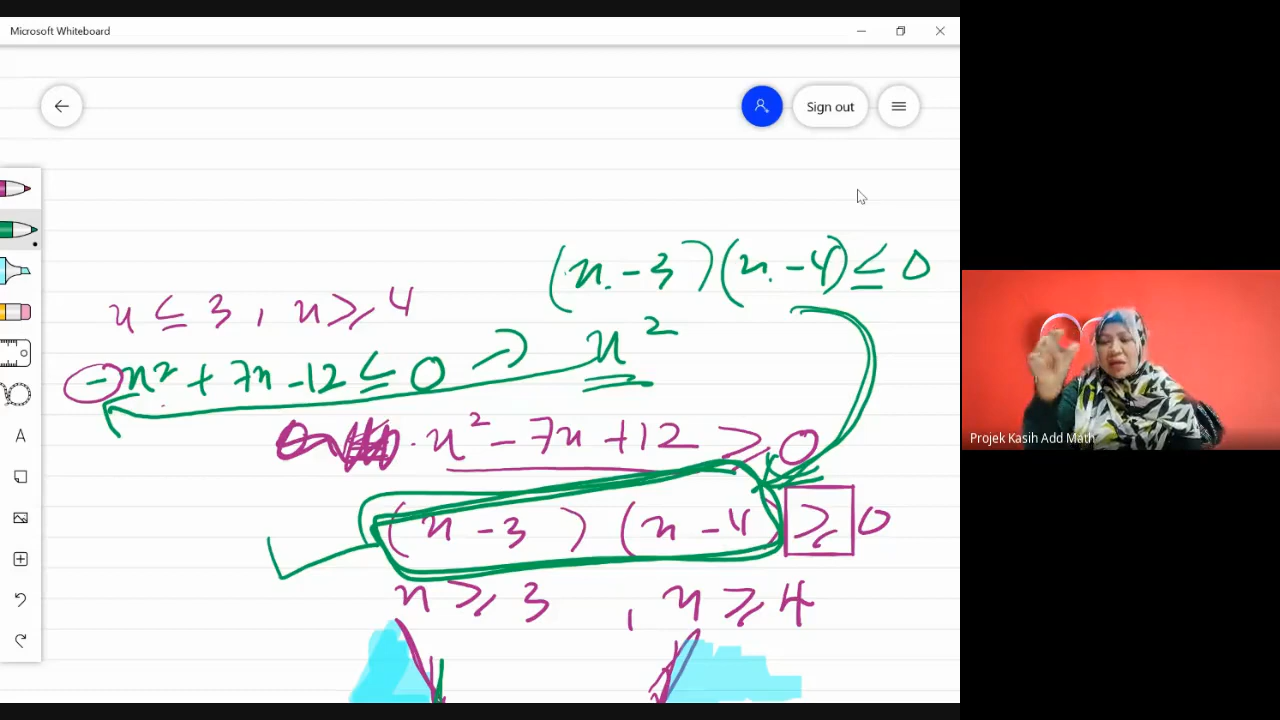 Microsoft Whiteboard
Sign out
(x - 3)(x - 4) ≤ 0
x ≤ 3, x ≥ 4
x²
-x² + 7x - 12 ≤ 0
x² - 7x + 12 ≥ 0
(x - 3) (x - 4) ≥ 0
x ≥ 3, x ≥ 4
A
Projek Kasih Add Math